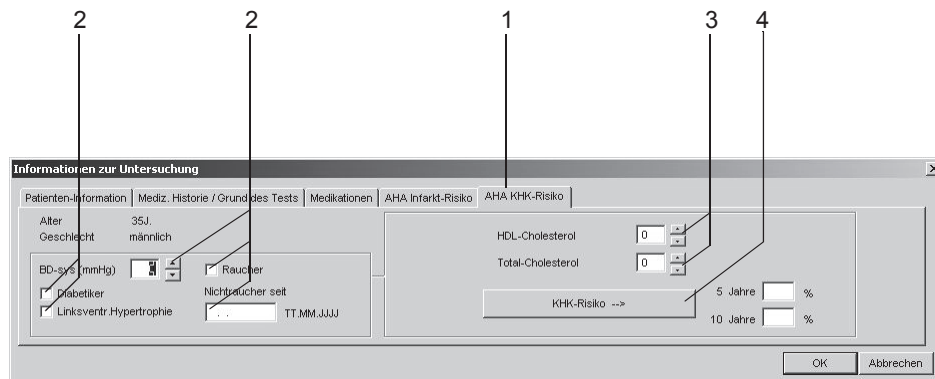 2 2 1 3 4
Informationen zur Untersuchung
Patienten-Information Mediz. Historie / Grund des Tests Medikationen AHA Infarkt-Risiko AHA KHK-Risiko
Alter 35J.
Geschlecht männlich
BD-sys (mmHg) Raucher
Diabetiker Nichtraucher seit
Linksventr.Hypertrophie . . TT.MM.JJJJ
HDL-Cholesterol 0
Total-Cholesterol 0
KHK-Risiko -->
5 Jahre %
10 Jahre %
OK Abbrechen